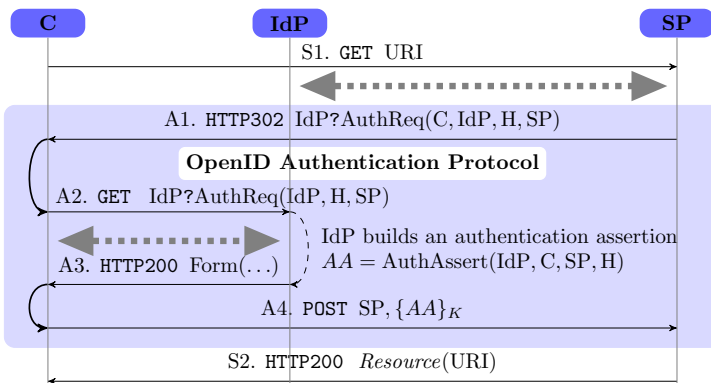 C IdP SP
S1. GET URI
A1. HTTP302 IdP?AuthReq(C, IdP, H, SP)
OpenID Authentication Protocol
A2. GET IdP?AuthReq(IdP, H, SP)
IdP builds an authentication assertion
AA = AuthAssert(IdP, C, SP, H)
A3. HTTP200 Form(...)
A4. POST SP, {AA}K
S2. HTTP200 Resource(URI)